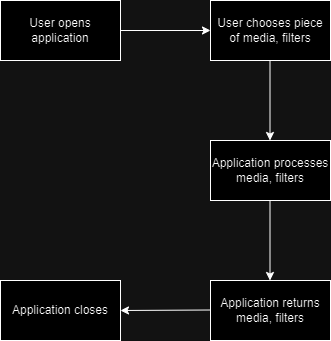 User opens
application
User chooses piece
of media, filters
Application processes
media, filters
Application returns
media, filters
Application closes